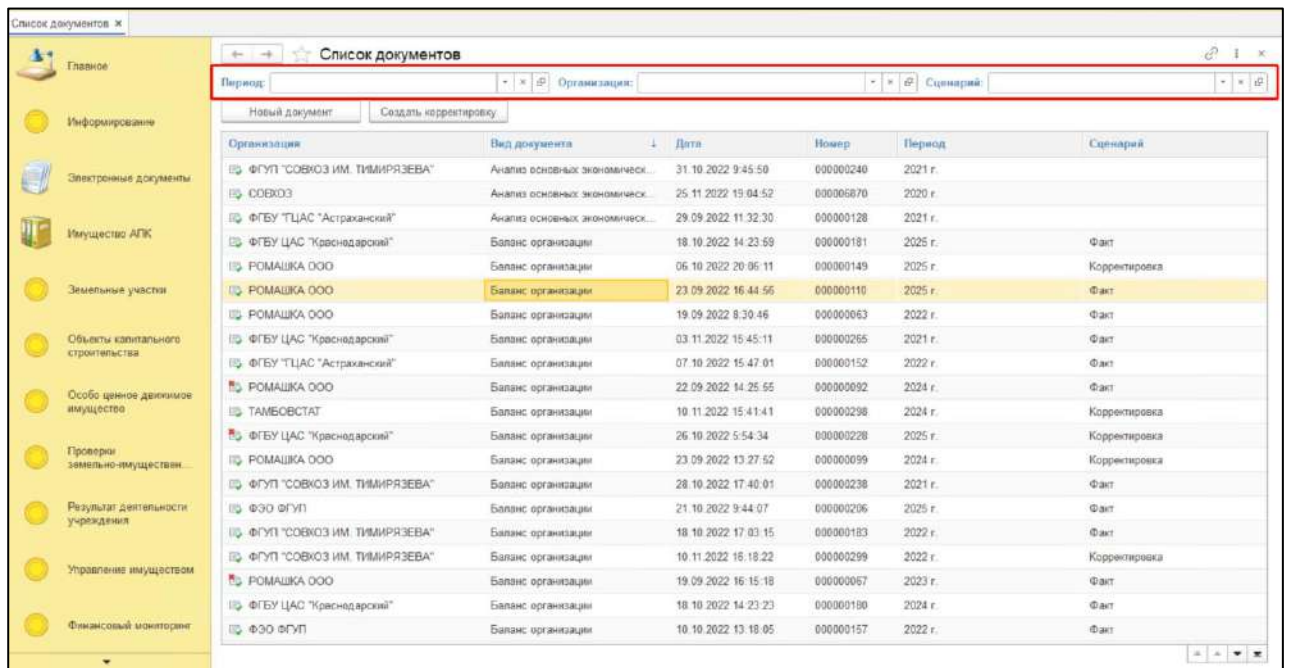 Список документов ×
Главное
Информирование
Электронные документы
Имущество АПК
Земельные участки
Объекты капитального
строительства
Особо ценное движимое
имущество
Проверки
земельно-имуществен...
Результат деятельности
учреждения
Управление имуществом
Финансовый мониторинг
Список документов
Период: Организация: Сценарий:
Новый документ Создать корректировку
Организация Вид документа ↓ Дата Номер Период Сценарий
ФГУП "СОВХОЗ ИМ. ТИМИРЯЗЕВА" Анализ основных экономическ... 31.10.2022 9:45:50 000000240 2021 г.
СОВХОЗ Анализ основных экономическ... 25.11.2022 19:04:52 000006870 2020 г.
ФГБУ "ГЦАС "Астраханский" Анализ основных экономическ... 29.09.2022 11:32:30 000000128 2021 г.
ФГБУ ЦАС "Краснодарский" Баланс организации 18.10.2022 14:23:59 000000181 2025 г. Факт
РОМАШКА ООО Баланс организации 06.10.2022 20:06:11 000000149 2025 г. Корректировка
РОМАШКА ООО Баланс организации 23.09.2022 16:44:56 000000110 2025 г. Факт
РОМАШКА ООО Баланс организации 19.09.2022 8:30:46 000000063 2022 г. Факт
ФГБУ ЦАС "Краснодарский" Баланс организации 03.11.2022 15:45:11 000000265 2021 г. Факт
ФГБУ "ГЦАС "Астраханский" Баланс организации 07.10.2022 15:47:01 000000152 2022 г. Факт
РОМАШКА ООО Баланс организации 22.09.2022 14:25:55 000000092 2024 г. Факт
ТАМБОВСТАТ Баланс организации 10.11.2022 15:41:41 000000298 2024 г. Корректировка
ФГБУ ЦАС "Краснодарский" Баланс организации 26.10.2022 5:54:34 000000228 2025 г. Корректировка
РОМАШКА ООО Баланс организации 23.09.2022 13:27:52 000000099 2024 г. Корректировка
ФГУП "СОВХОЗ ИМ. ТИМИРЯЗЕВА" Баланс организации 28.10.2022 17:40:01 000000238 2021 г. Факт
ФЭО ФГУП Баланс организации 21.10.2022 9:44:07 000000206 2025 г. Факт
ФГУП "СОВХОЗ ИМ. ТИМИРЯЗЕВА" Баланс организации 18.10.2022 17:03:15 000000183 2022 г. Факт
ФГУП "СОВХОЗ ИМ. ТИМИРЯЗЕВА" Баланс организации 10.11.2022 16:18:22 000000299 2022 г. Корректировка
РОМАШКА ООО Баланс организации 19.09.2022 16:15:18 000000067 2023 г. Факт
ФГБУ ЦАС "Краснодарский" Баланс организации 18.10.2022 14:23:23 000000180 2024 г. Факт
ФЭО ФГУП Баланс организации 10.10.2022 13:18:05 000000157 2022 г. Факт